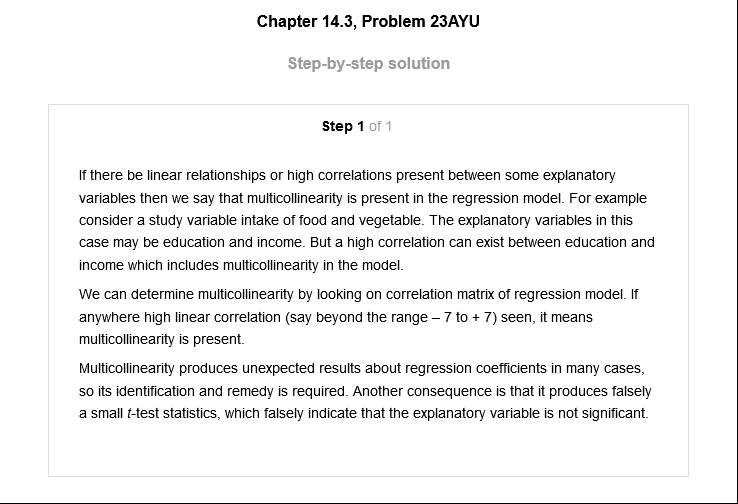 Chapter 14.3, Problem 23AYU
Step-by-step solution
Step 1 of 1
If there be linear relationships or high correlations present between some explanatory
variables then we say that multicollinearity is present in the regression model. For example
consider a study variable intake of food and vegetable. The explanatory variables in this
case may be education and income. But a high correlation can exist between education and
income which includes multicollinearity in the model.
We can determine multicollinearity by looking on correlation matrix of regression model. If
anywhere high linear correlation (say beyond the range – 7 to + 7) seen, it means
multicollinearity is present.
Multicollinearity produces unexpected results about regression coefficients in many cases,
so its identification and remedy is required. Another consequence is that it produces falsely
a small t-test statistics, which falsely indicate that the explanatory variable is not significant.